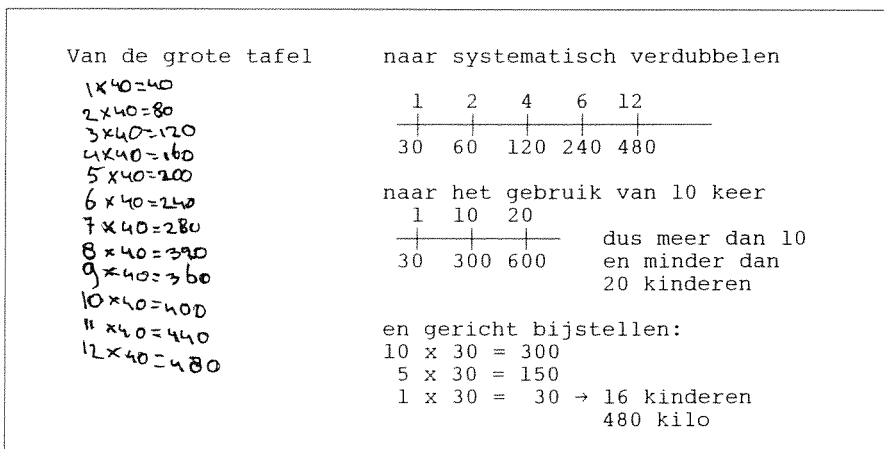 Van de grote tafel
1x40=40
2x40=80
3x40=120
4x40=160
5x40=200
6x40=240
7x40=280
8x40=390
9x40=360
10x40=400
11x40=440
12x40=480
naar systematisch verdubbelen
1 2 4 6 12
30 60 120 240 480
naar het gebruik van 10 keer
1 10 20
30 300 600
dus meer dan 10
en minder dan
20 kinderen
en gericht bijstellen:
10 x 30 = 300
5 x 30 = 150
1 x 30 = 30 → 16 kinderen
480 kilo